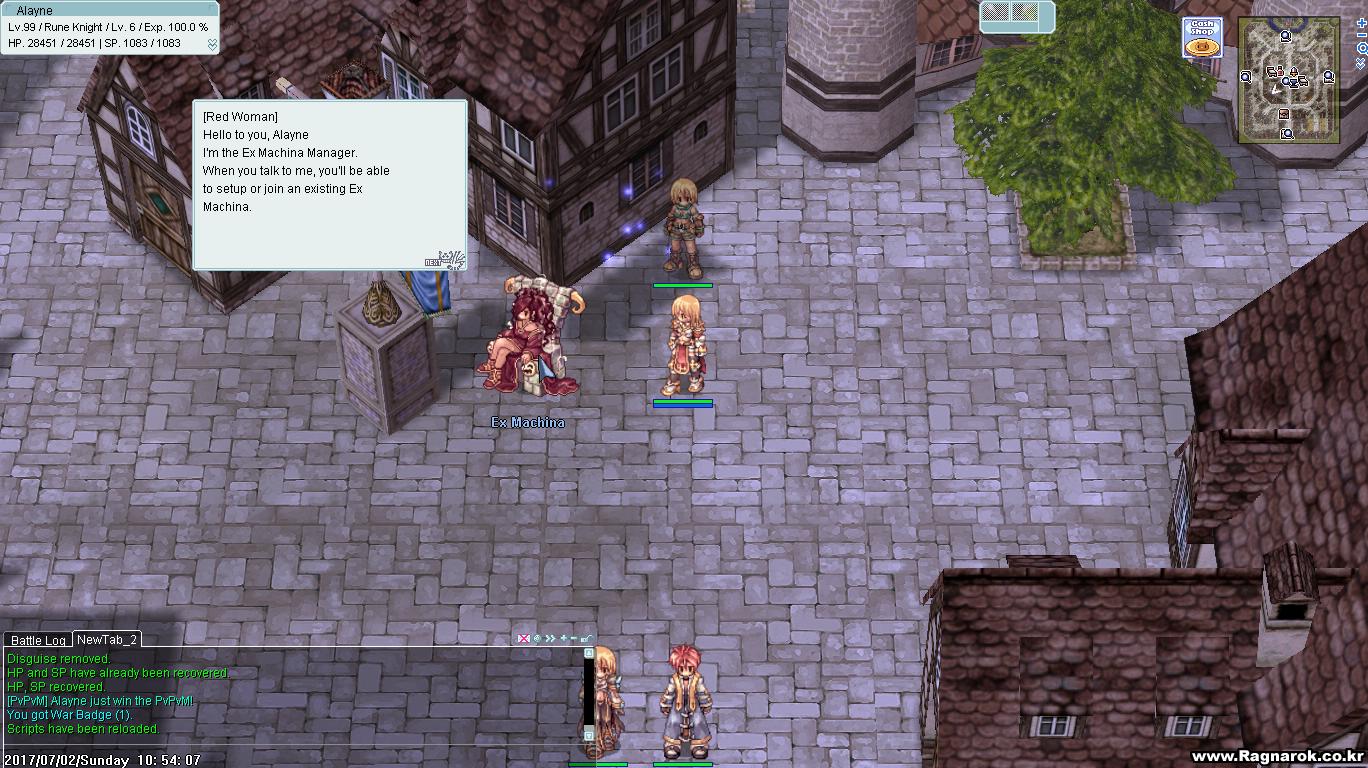 Alayne
Lv.99 / Rune Knight / Lv. 6 / Exp. 100.0 %
HP. 28451 / 28451 | SP. 1083 / 1083
Cash
Shop
[Red Woman]
Hello to you, Alayne
I'm the Ex Machina Manager.
When you talk to me, you'll be able
to setup or join an existing Ex
Machina.
NEXT
Ex Machina
Battle Log NewTab_2
Disguise removed.
HP and SP have already been recovered.
HP, SP recovered.
[PvPvM] Alayne just win the PvPvM!
You got War Badge (1).
Scripts have been reloaded.
2017/07/02/Sunday 10: 54: 07
www.Ragnarok.co.kr